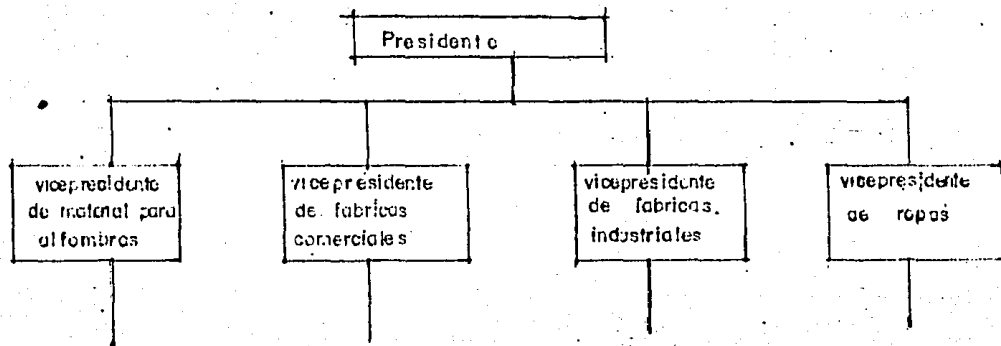 Presidente
vicepresidente
de material para
alfombras
vicepresidente
de fabricas
comerciales
vicepresidente
de fabricas.
industriales
vicepresidente
de ropas